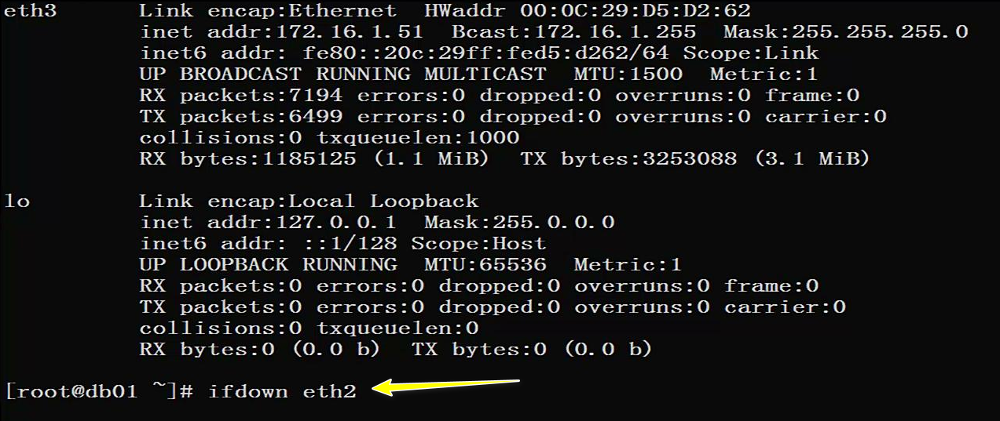 eth3 Link encap:Ethernet HWaddr 00:0C:29:D5:D2:62
inet addr:172.16.1.51 Bcast:172.16.1.255 Mask:255.255.255.0
inet6 addr: fe80::20c:29ff:fed5:d262/64 Scope:Link
UP BROADCAST RUNNING MULTICAST MTU:1500 Metric:1
RX packets:7194 errors:0 dropped:0 overruns:0 frame:0
TX packets:6499 errors:0 dropped:0 overruns:0 carrier:0
collisions:0 txqueuelen:1000
RX bytes:1185125 (1.1 MiB) TX bytes:3253088 (3.1 MiB)
lo Link encap:Local Loopback
inet addr:127.0.0.1 Mask:255.0.0.0
inet6 addr: ::1/128 Scope:Host
UP LOOPBACK RUNNING MTU:65536 Metric:1
RX packets:0 errors:0 dropped:0 overruns:0 frame:0
TX packets:0 errors:0 dropped:0 overruns:0 carrier:0
collisions:0 txqueuelen:0
RX bytes:0 (0.0 b) TX bytes:0 (0.0 b)
[root@db01 ~]# ifdown eth2